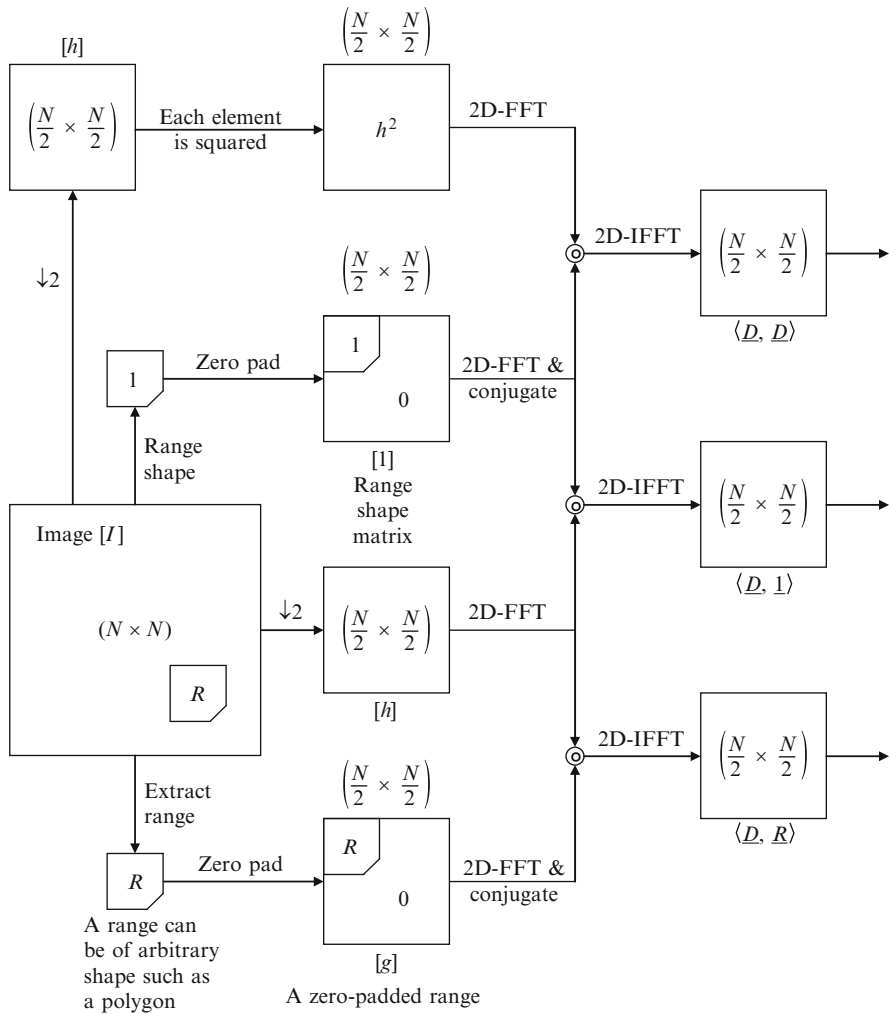 [h]
(N/2 × N/2)
Each element
is squared
(N/2 × N/2)
h²
2D-FFT
2D-IFFT
(N/2 × N/2)
⟨D, D⟩
↓2
1
Zero pad
(N/2 × N/2)
1
0
2D-FFT &
conjugate
[1]
Range
shape
matrix
Range
shape
2D-IFFT
(N/2 × N/2)
⟨D, 1⟩
Image [I]
(N × N)
R
↓2
(N/2 × N/2)
[h]
2D-FFT
2D-IFFT
(N/2 × N/2)
⟨D, R⟩
Extract
range
R
Zero pad
(N/2 × N/2)
R
0
2D-FFT &
conjugate
[g]
A zero-padded range
A range can
be of arbitrary
shape such as
a polygon